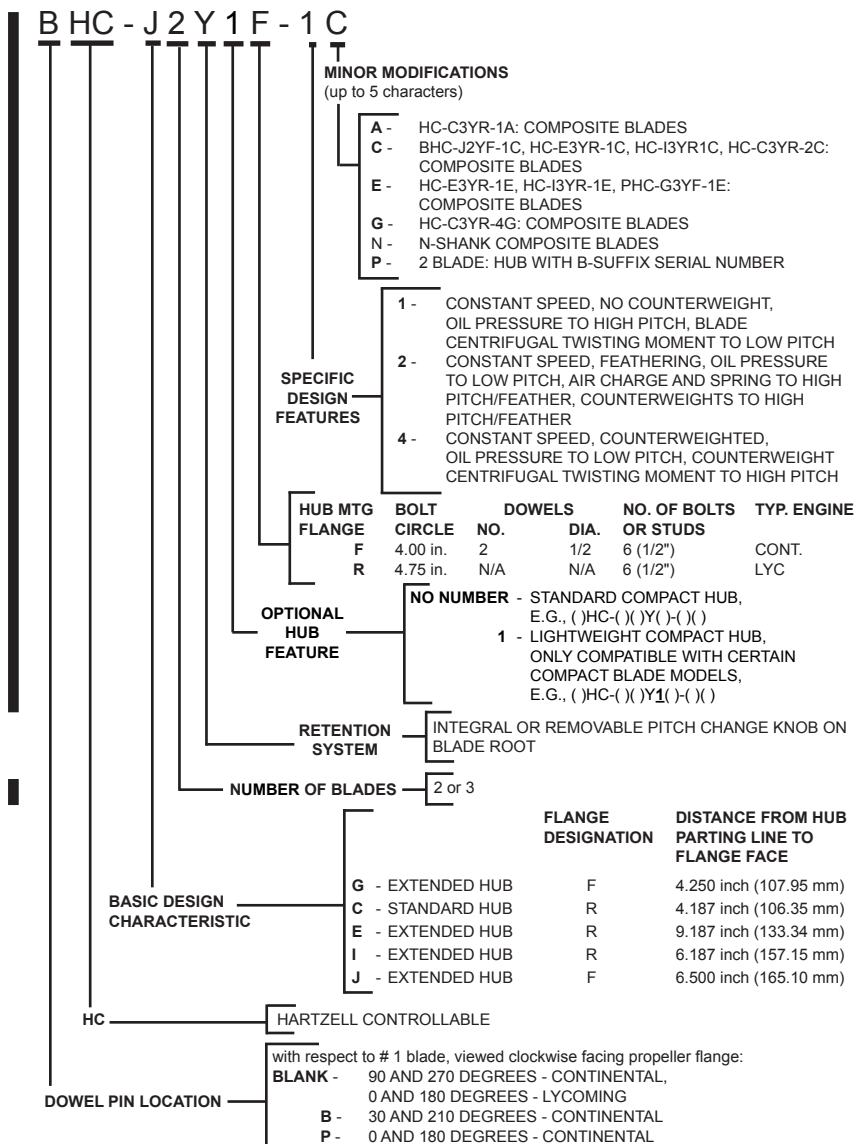 B HC - J 2 Y 1 F - 1 C
MINOR MODIFICATIONS
(up to 5 characters)
A - HC-C3YR-1A: COMPOSITE BLADES
C - BHC-J2YF-1C, HC-E3YR-1C, HC-I3YR1C, HC-C3YR-2C:
COMPOSITE BLADES
E - HC-E3YR-1E, HC-I3YR-1E, PHC-G3YF-1E:
COMPOSITE BLADES
G - HC-C3YR-4G: COMPOSITE BLADES
N - N-SHANK COMPOSITE BLADES
P - 2 BLADE: HUB WITH B-SUFFIX SERIAL NUMBER
SPECIFIC
DESIGN
FEATURES
1 - CONSTANT SPEED, NO COUNTERWEIGHT,
OIL PRESSURE TO HIGH PITCH, BLADE
CENTRIFUGAL TWISTING MOMENT TO LOW PITCH
2 - CONSTANT SPEED, FEATHERING, OIL PRESSURE
TO LOW PITCH, AIR CHARGE AND SPRING TO HIGH
PITCH/FEATHER, COUNTERWEIGHTS TO HIGH
PITCH/FEATHER
4 - CONSTANT SPEED, COUNTERWEIGHTED,
OIL PRESSURE TO LOW PITCH, COUNTERWEIGHT
CENTRIFUGAL TWISTING MOMENT TO HIGH PITCH
HUB MTG BOLT DOWELS NO. OF BOLTS TYP. ENGINE
FLANGE CIRCLE NO. DIA. OR STUDS
F 4.00 in. 2 1/2 6 (1/2") CONT.
R 4.75 in. N/A N/A 6 (1/2") LYC
OPTIONAL
HUB
FEATURE
NO NUMBER - STANDARD COMPACT HUB,
E.G., ( )HC-( )( )Y( )-( )( )
1 - LIGHTWEIGHT COMPACT HUB,
ONLY COMPATIBLE WITH CERTAIN
COMPACT BLADE MODELS,
E.G., ( )HC-( )( )Y1( )-( )( )
RETENTION
SYSTEM
INTEGRAL OR REMOVABLE PITCH CHANGE KNOB ON
BLADE ROOT
NUMBER OF BLADES
2 or 3
BASIC DESIGN
CHARACTERISTIC
FLANGE DISTANCE FROM HUB
DESIGNATION PARTING LINE TO
FLANGE FACE
G - EXTENDED HUB F 4.250 inch (107.95 mm)
C - STANDARD HUB R 4.187 inch (106.35 mm)
E - EXTENDED HUB R 9.187 inch (133.34 mm)
I - EXTENDED HUB R 6.187 inch (157.15 mm)
J - EXTENDED HUB F 6.500 inch (165.10 mm)
HC
HARTZELL CONTROLLABLE
DOWEL PIN LOCATION
with respect to # 1 blade, viewed clockwise facing propeller flange:
BLANK - 90 AND 270 DEGREES - CONTINENTAL,
0 AND 180 DEGREES - LYCOMING
B - 30 AND 210 DEGREES - CONTINENTAL
P - 0 AND 180 DEGREES - CONTINENTAL